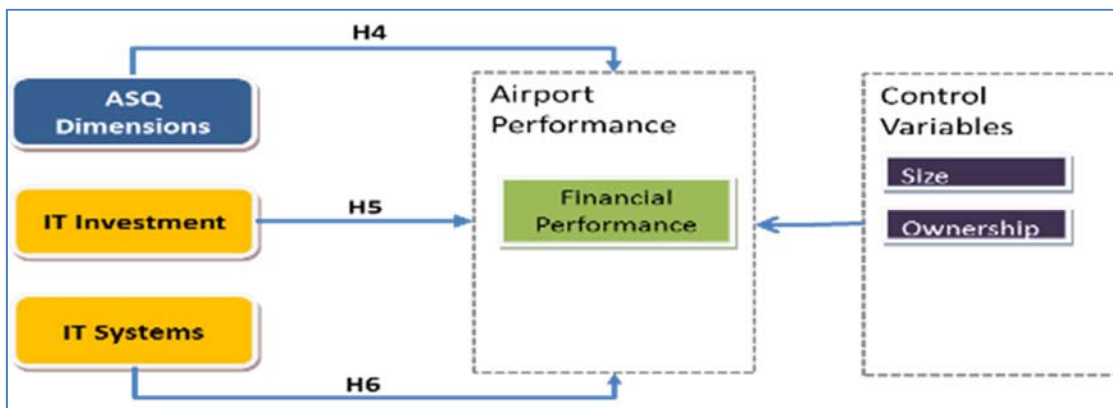 H4
ASQ
Dimensions
IT Investment
H5
IT Systems
H6
Airport
Performance
Financial
Performance
Control
Variables
Size
Ownership